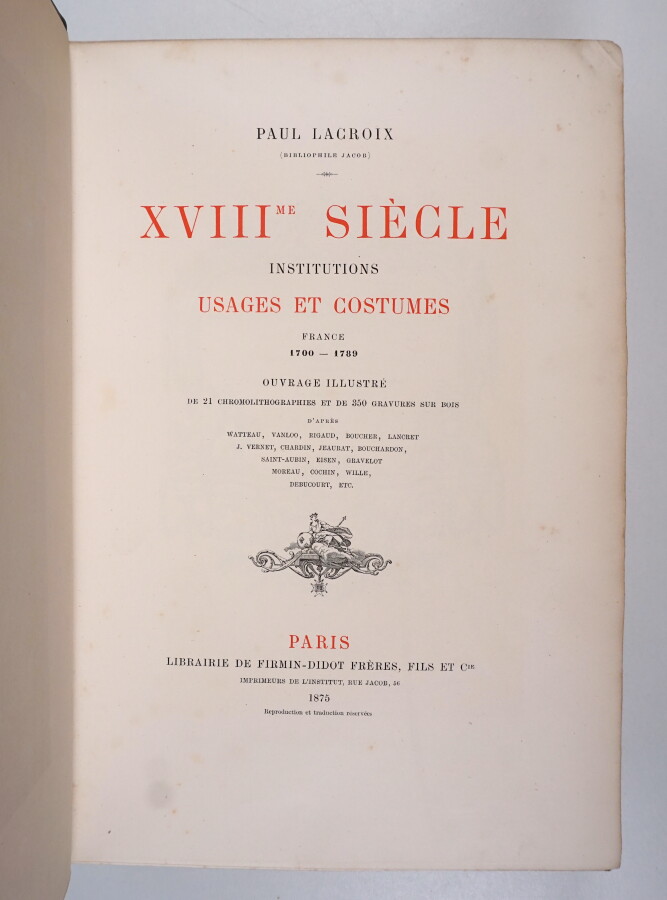 PAUL LACROIX
(BIBLIOPHILE JACOB)
XVIIIME SIÈCLE
INSTITUTIONS
USAGES ET COSTUMES
FRANCE
1700 — 1789
OUVRAGE ILLUSTRÉ
DE 21 CHROMOLITHOGRAPHIES ET DE 350 GRAVURES SUR BOIS
D'APRÈS
WATTEAU, VANLOO, RIGAUD, BOUCHER, LANCRET
J. VERNET, CHARDIN, JEAURAT, BOUCHARDON,
SAINT-AUBIN, EISEN, GRAVELOT
MOREAU, COCHIN, WILLE,
DEBUCOURT, ETC.
PARIS
LIBRAIRIE DE FIRMIN-DIDOT FRÈRES, FILS ET CIE
IMPRIMEURS DE L'INSTITUT, RUE JACOB, 56
1875
Reproduction et traduction réservées